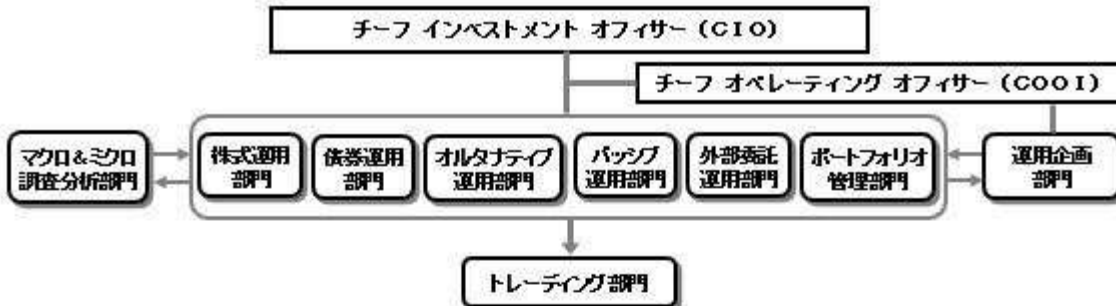 チーフ インベストメント オフィサー（CIO）
チーフ オペレーティング オフィサー（COOI）
マクロ＆ミクロ
調査分析部門
株式運用
部門
債券運用
部門
オルタナティブ
運用部門
パッシブ
運用部門
外部委託
運用部門
ポートフォリオ
管理部門
運用企画
部門
トレーディング部門